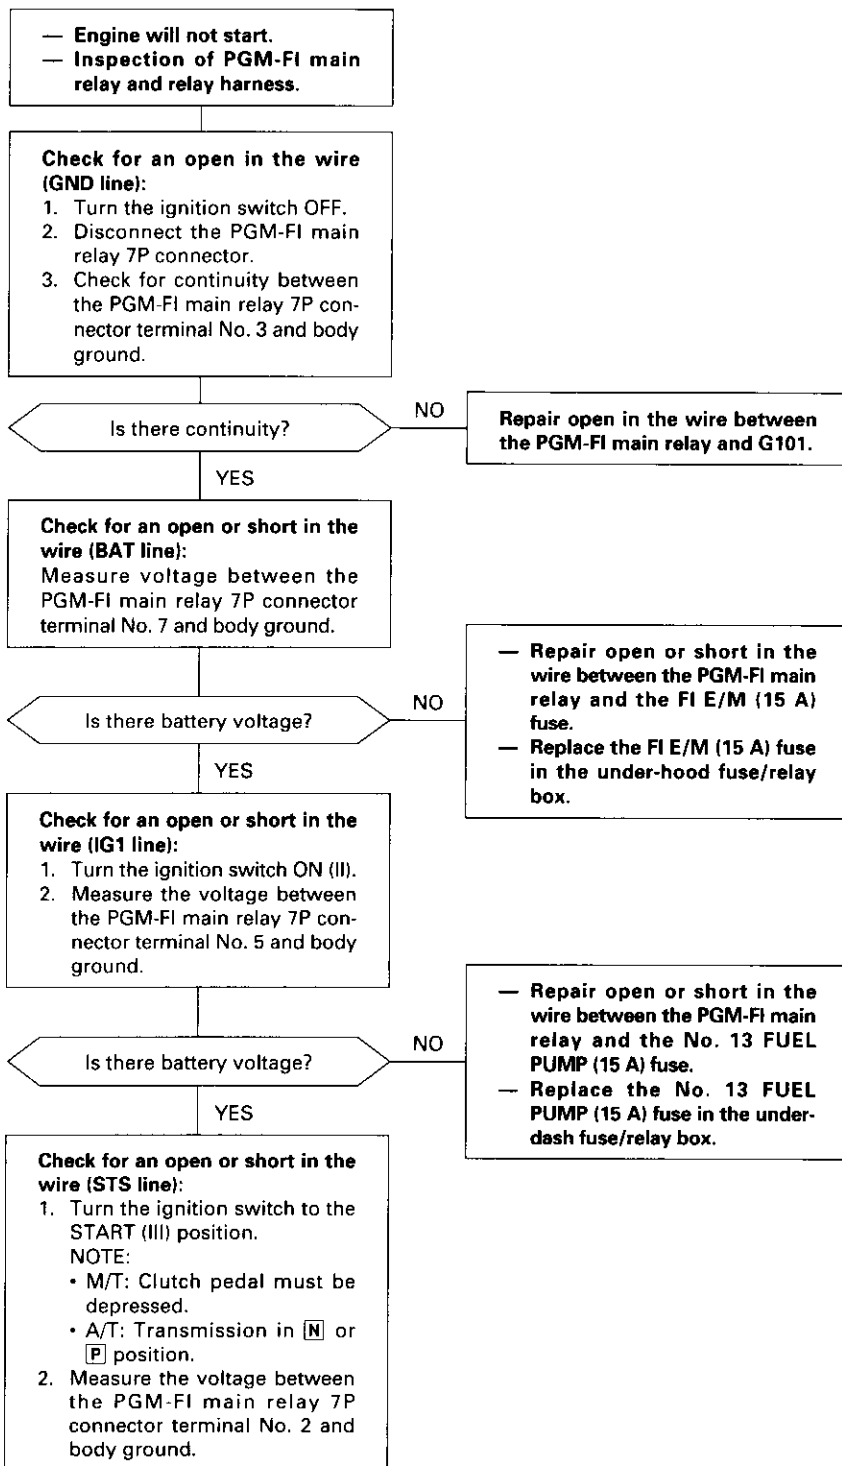 — Engine will not start.
— Inspection of PGM-FI main
relay and relay harness.
Check for an open in the wire
(GND line):
1. Turn the ignition switch OFF.
2. Disconnect the PGM-FI main
relay 7P connector.
3. Check for continuity between
the PGM-FI main relay 7P con-
nector terminal No. 3 and body
ground.
Is there continuity?
NO
Repair open in the wire between
the PGM-FI main relay and G101.
YES
Check for an open or short in the
wire (BAT line):
Measure voltage between the
PGM-FI main relay 7P connector
terminal No. 7 and body ground.
Is there battery voltage?
NO
— Repair open or short in the
wire between the PGM-FI main
relay and the FI E/M (15 A)
fuse.
— Replace the FI E/M (15 A) fuse
in the under-hood fuse/relay
box.
YES
Check for an open or short in the
wire (IG1 line):
1. Turn the ignition switch ON (II).
2. Measure the voltage between
the PGM-FI main relay 7P con-
nector terminal No. 5 and body
ground.
Is there battery voltage?
NO
— Repair open or short in the
wire between the PGM-FI main
relay and the No. 13 FUEL
PUMP (15 A) fuse.
— Replace the No. 13 FUEL
PUMP (15 A) fuse in the under-
dash fuse/relay box.
YES
Check for an open or short in the
wire (STS line):
1. Turn the ignition switch to the
START (III) position.
NOTE:
• M/T: Clutch pedal must be
depressed.
• A/T: Transmission in N or
P position.
2. Measure the voltage between
the PGM-FI main relay 7P
connector terminal No. 2 and
body ground.